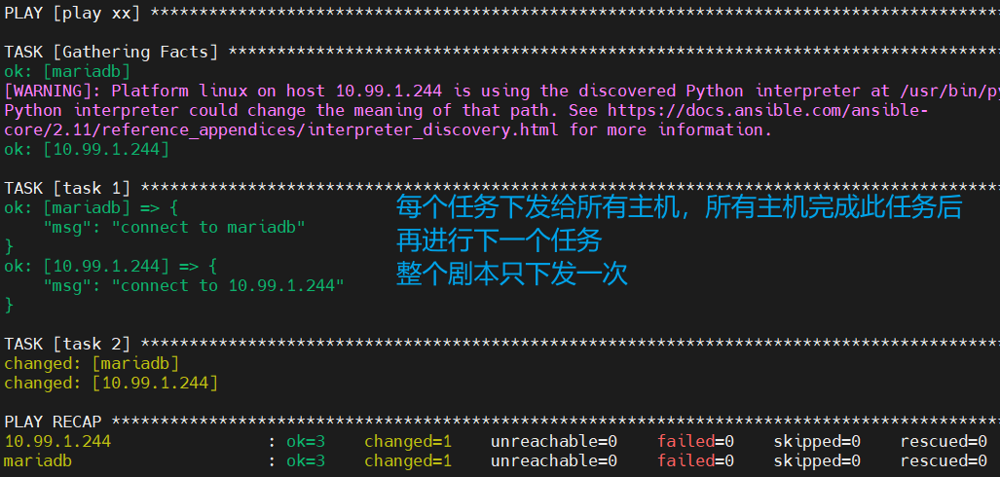 PLAY [play xx] ****************************************************************************************
TASK [Gathering Facts] ********************************************************************************
ok: [mariadb]
[WARNING]: Platform linux on host 10.99.1.244 is using the discovered Python interpreter at /usr/bin/py
Python interpreter could change the meaning of that path. See https://docs.ansible.com/ansible-
core/2.11/reference_appendices/interpreter_discovery.html for more information.
ok: [10.99.1.244]
TASK [task 1] *****************************************************************************************
ok: [mariadb] => {
    "msg": "connect to mariadb"
}
ok: [10.99.1.244] => {
    "msg": "connect to 10.99.1.244"
}
每个任务下发给所有主机，所有主机完成此任务后
再进行下一个任务
整个剧本只下发一次
TASK [task 2] *****************************************************************************************
changed: [mariadb]
changed: [10.99.1.244]
PLAY RECAP ********************************************************************************************
10.99.1.244                : ok=3    changed=1    unreachable=0    failed=0    skipped=0    rescued=0
mariadb                    : ok=3    changed=1    unreachable=0    failed=0    skipped=0    rescued=0